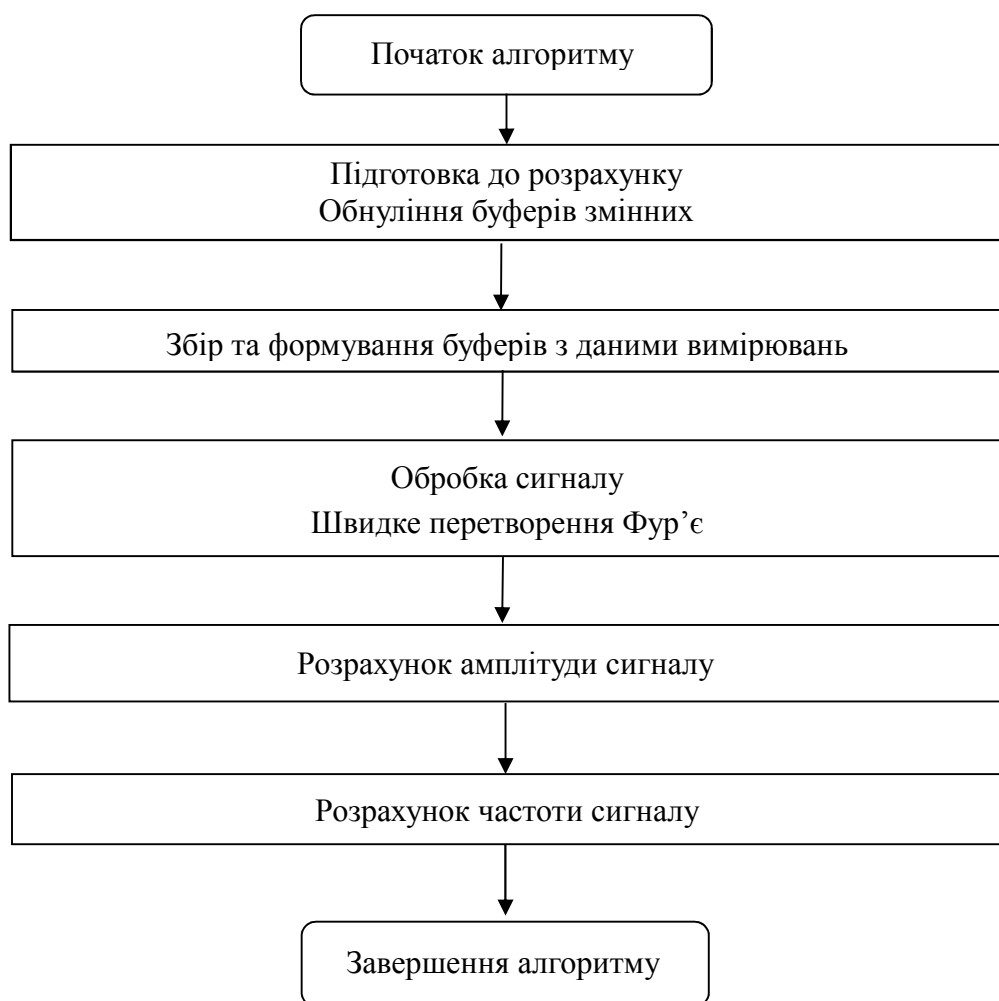 Початок алгоритму
Підготовка до розрахунку
Обнуління буферів змінних
Збір та формування буферів з даними вимірювань
Обробка сигналу
Швидке перетворення Фур’є
Розрахунок амплітуди сигналу
Розрахунок частоти сигналу
Завершення алгоритму